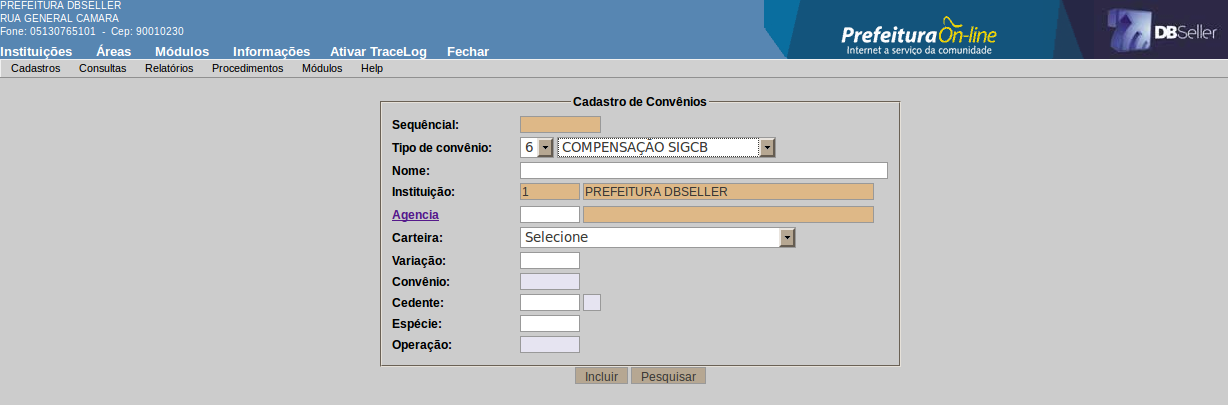 PREFEITURA DBSELLER
RUA GENERAL CAMARA
Fone: 05130765101 - Cep: 90010230
Prefeitura On-line
Internet a serviço da comunidade
DBSeller
Instituições Áreas Módulos Informações Ativar TraceLog Fechar
Cadastros Consultas Relatórios Procedimentos Módulos Help
Cadastro de Convênios
Sequêncial:
Tipo de convênio: 6 COMPENSAÇÃO SIGCB
Nome:
Instituição: 1 PREFEITURA DBSELLER
Agencia
Carteira: Selecione
Variação:
Convênio:
Cedente:
Espécie:
Operação:
Incluir Pesquisar